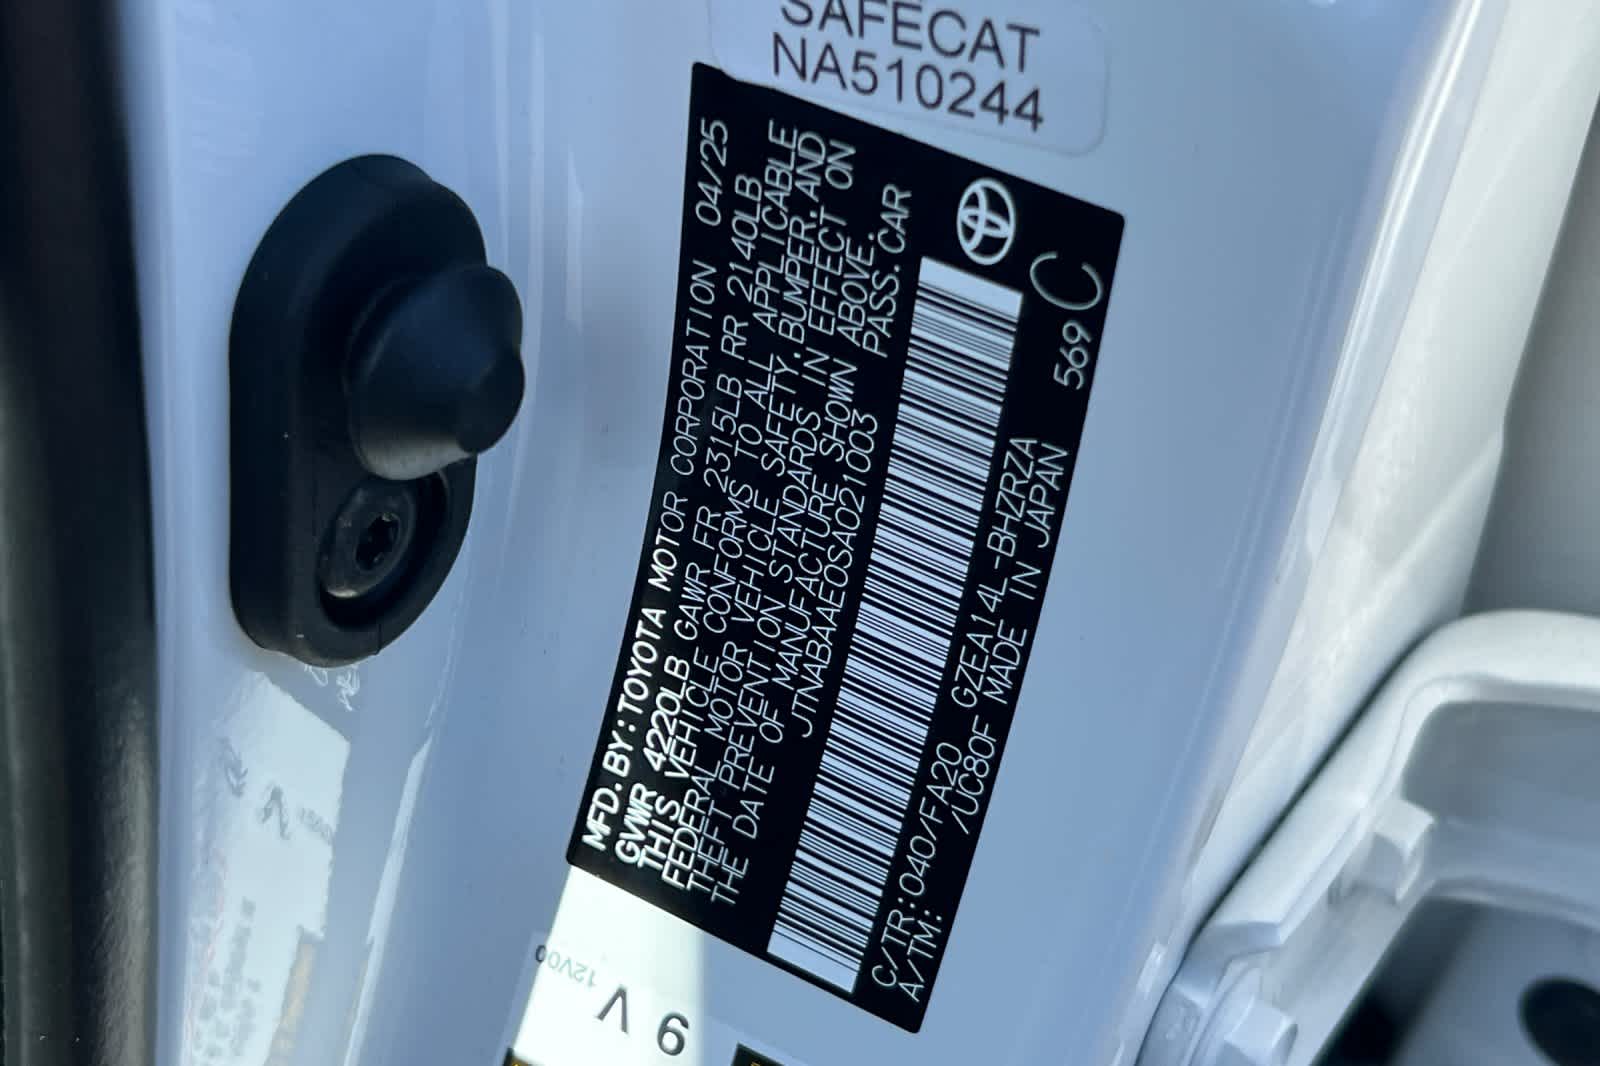 SAFECAT
NA510244
MFD.BY:TOYOTA MOTOR CORPORATION 04/25
GVWR 4220LB GAWR FR 2315LB RR 2140LB
THIS VEHICLE CONFORMS TO ALL APPLICABLE
FEDERAL MOTOR VEHICLE SAFETY,BUMPER,AND
THEFT PREVENTION STANDARDS IN EFFECT ON
THE DATE OF MANUFACTURE SHOWN ABOVE.
JTNABAAE0SA021003 PASS.CAR
569 C
C/TR:040/FA20 GZEA14L-BHZRZA
A/TM: /UC80F MADE IN JAPAN
12V00
9 V